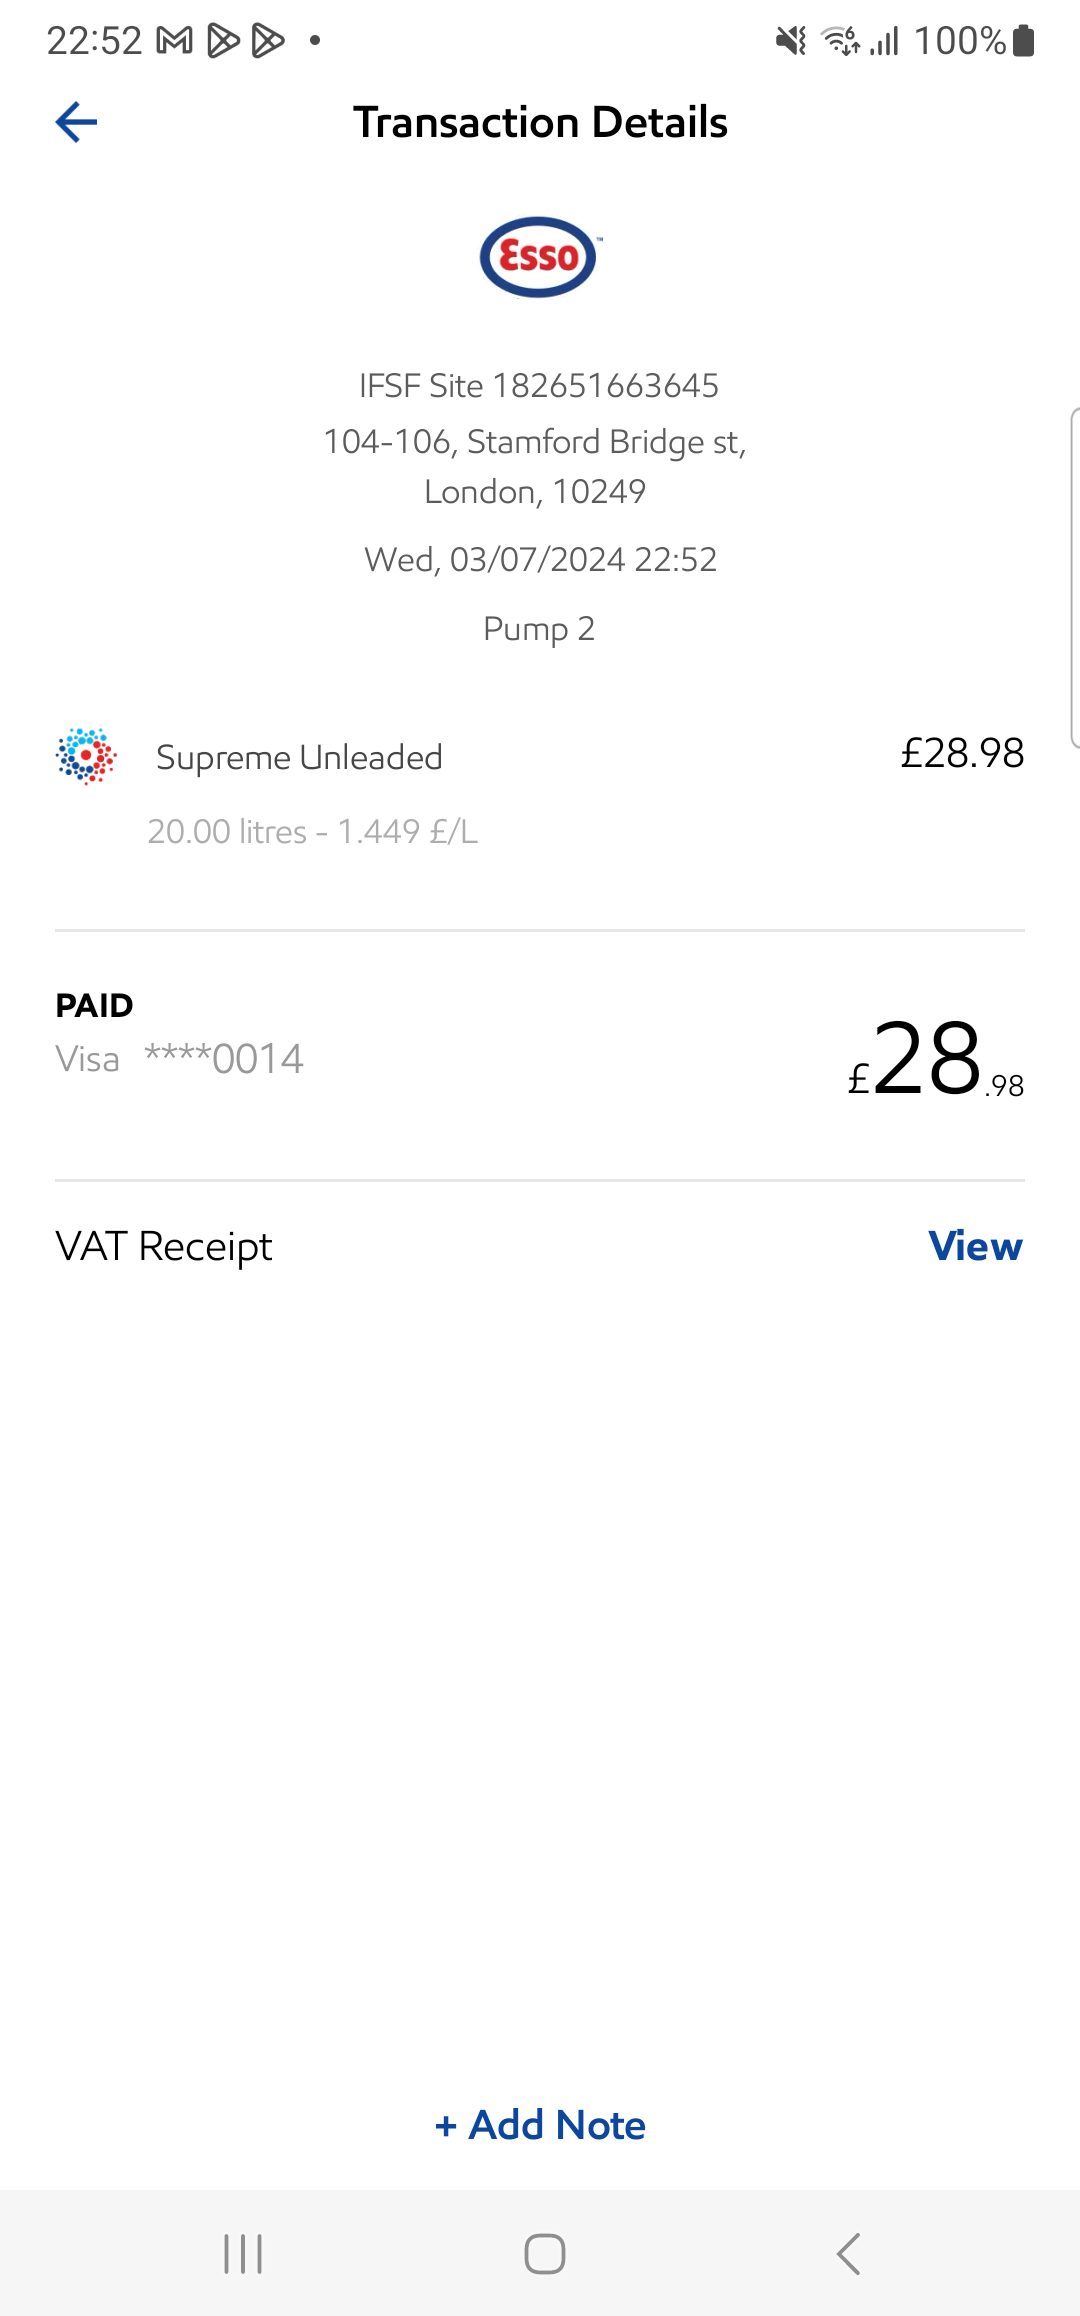 22:52
6
100%
Transaction Details
Esso™
IFSF Site 182651663645
104-106, Stamford Bridge st,
London, 10249
Wed, 03/07/2024 22:52
Pump 2
Supreme Unleaded £28.98
20.00 litres - 1.449 £/L
PAID
Visa ****0014
£28.98
VAT Receipt View
+ Add Note